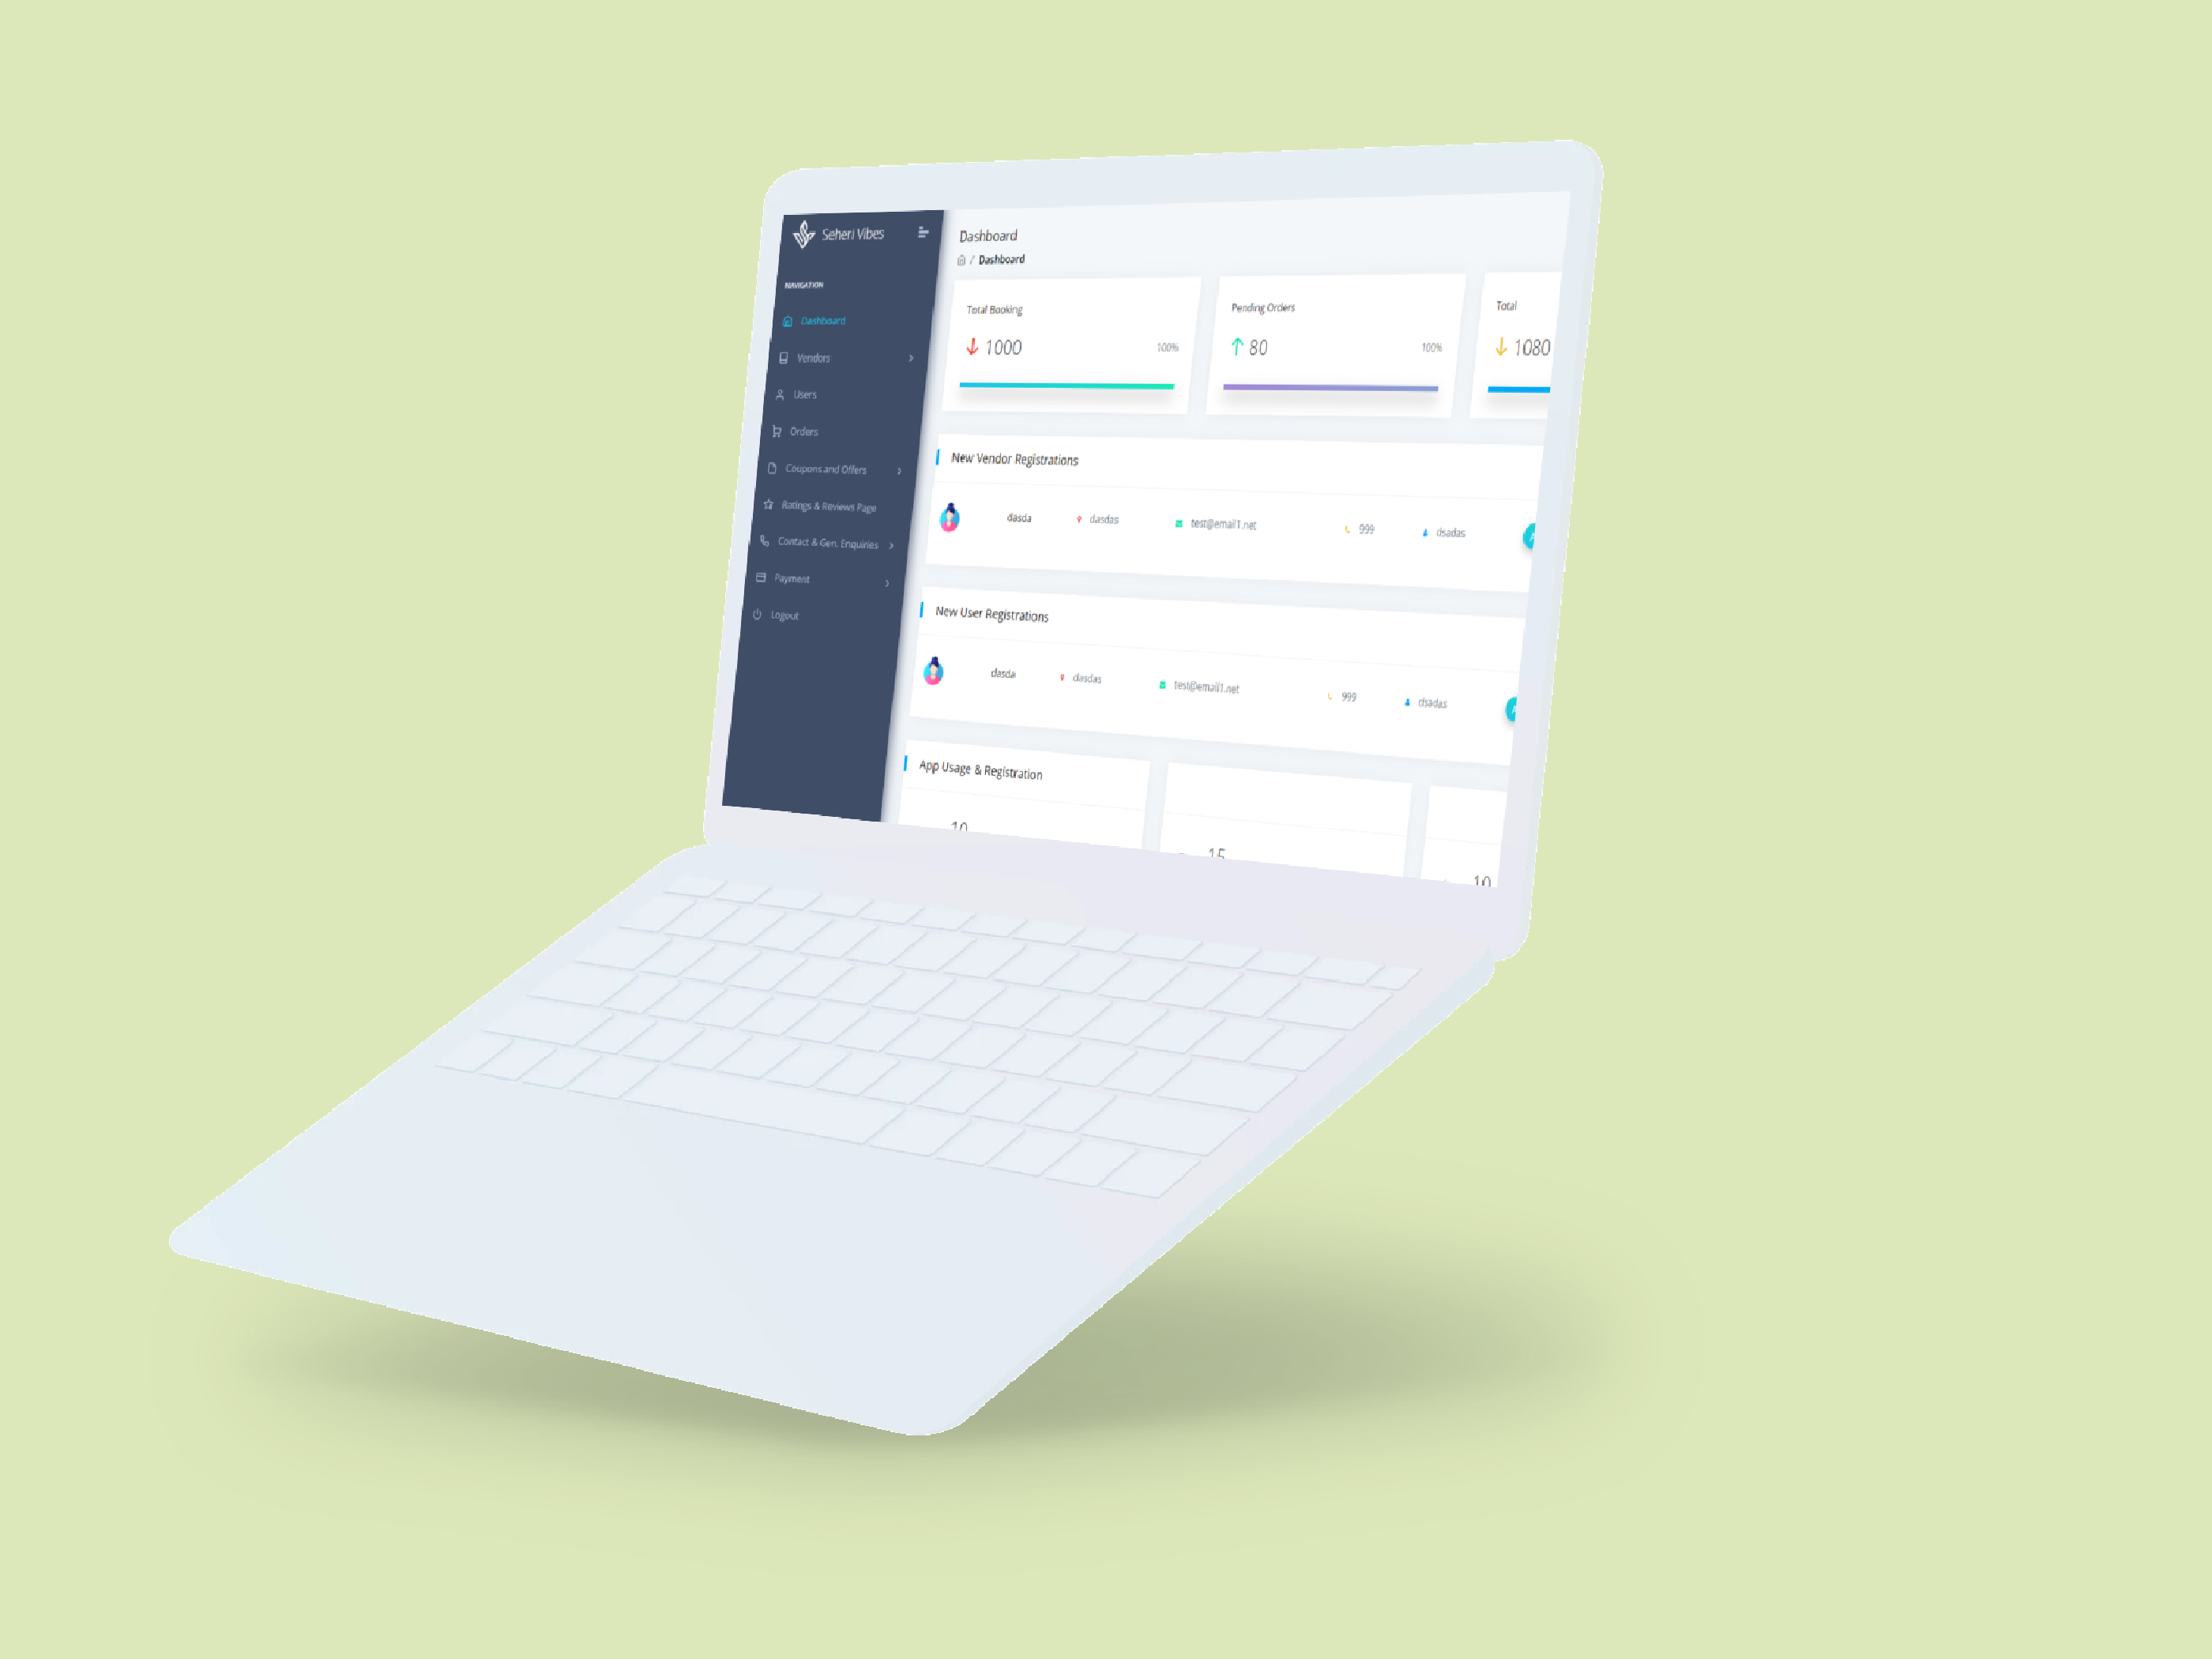 Seheri Vibes
NAVIGATION
Dashboard
Vendors
Users
Orders
Coupons and Offers
Ratings & Reviews Page
Contact & Gen. Enquiries
Payment
Logout
Dashboard
/ Dashboard
Total Booking
1000 100%
Pending Orders
80 100%
Total
1080
New Vendor Registrations
dasda dasdas test@email1.net 999 dsadas
New User Registrations
dasda dasdas test@email1.net 999 dsadas
App Usage & Registration
10
15
10